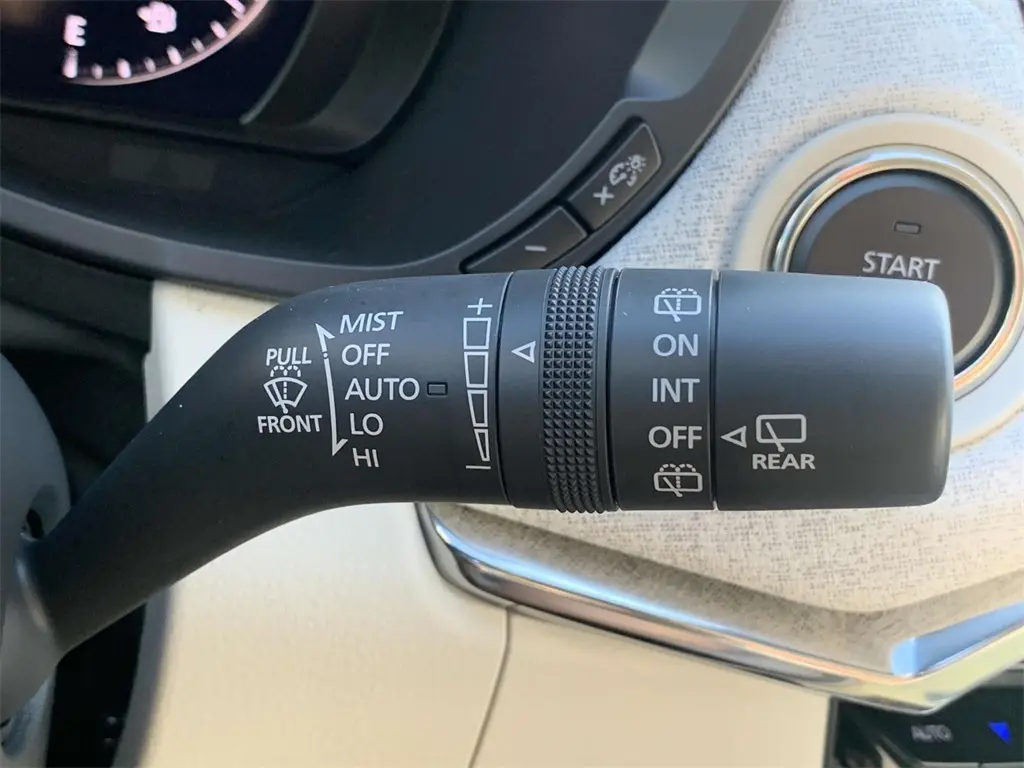 E
START
MIST
PULL
OFF
AUTO
FRONT
LO
HI
+
-
ON
INT
OFF
REAR
AUTO